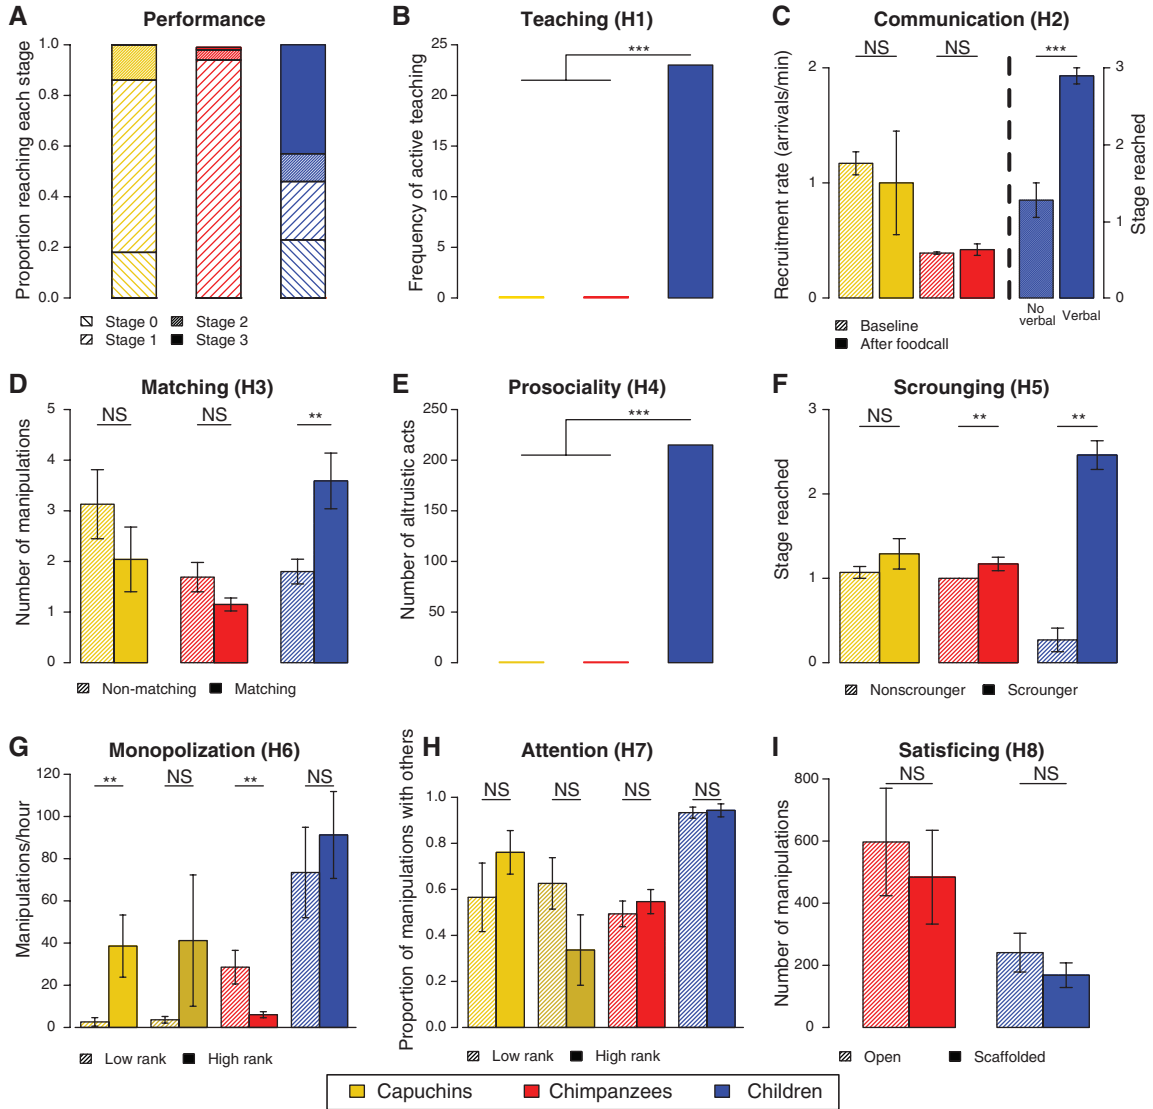 A Performance
Proportion reaching each stage
1.0
0.8
0.6
0.4
0.2
0.0
Stage 0 Stage 2
Stage 1 Stage 3
B Teaching (H1)
Frequency of active teaching
25
20
15
10
5
0
***
C Communication (H2)
Recruitment rate (arrivals/min)
2
1
0
NS NS ***
3
2
1
0
Stage reached
No verbal Verbal
Baseline
After foodcall
D Matching (H3)
Number of manipulations
5
4
3
2
1
0
NS NS **
Non-matching Matching
E Prosociality (H4)
Number of altruistic acts
250
200
150
100
50
0
***
F Scrounging (H5)
Stage reached
3
2
1
0
NS ** **
Nonscrounger Scrounger
G Monopolization (H6)
Manipulations/hour
120
100
80
60
40
20
0
** NS ** NS
Low rank High rank
H Attention (H7)
Proportion of manipulations with others
1.0
0.8
0.6
0.4
0.2
0.0
NS NS NS NS
Low rank High rank
I Satisficing (H8)
Number of manipulations
800
600
400
200
0
NS NS
Open Scaffolded
Capuchins Chimpanzees Children